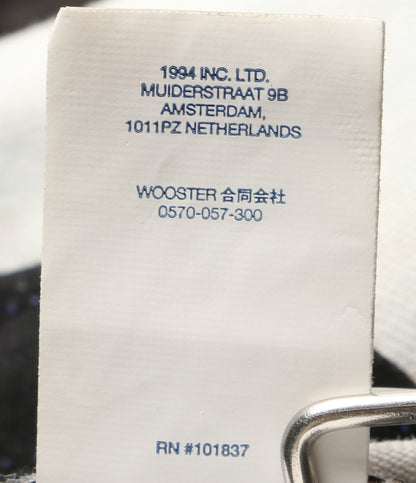 1994 INC. LTD.
MUIDERSTRAAT 9B
AMSTERDAM,
1011PZ NETHERLANDS
WOOSTER 合同会社
0570-057-300
RN #101837